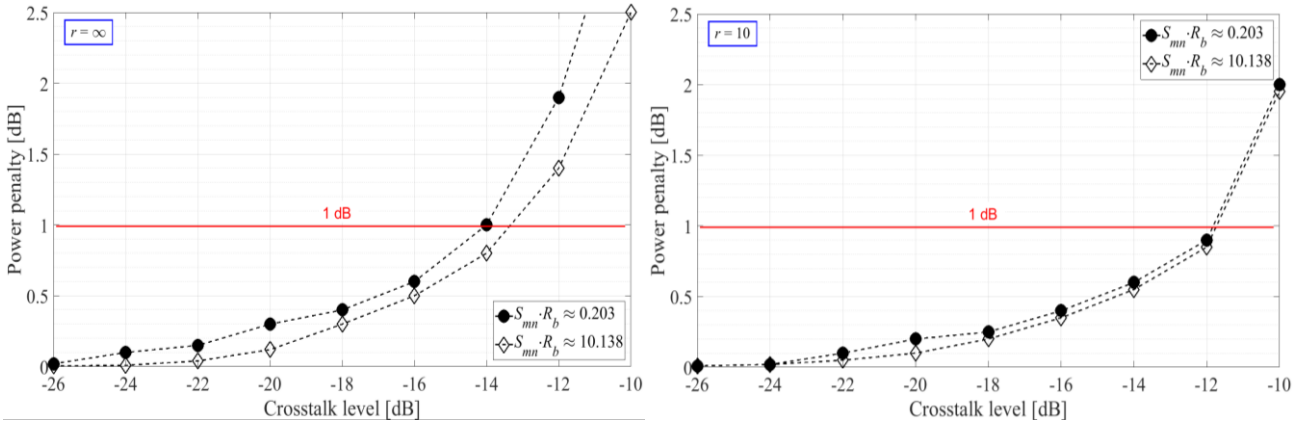 r = ∞
Power penalty [dB]
2.5
2
1.5
1
0.5
0
1 dB
S_mn·R_b ≈ 0.203
S_mn·R_b ≈ 10.138
-26 -24 -22 -20 -18 -16 -14 -12 -10
Crosstalk level [dB]
r = 10
Power penalty [dB]
2.5
2
1.5
1
0.5
0
S_mn·R_b ≈ 0.203
S_mn·R_b ≈ 10.138
1 dB
-26 -24 -22 -20 -18 -16 -14 -12 -10
Crosstalk level [dB]